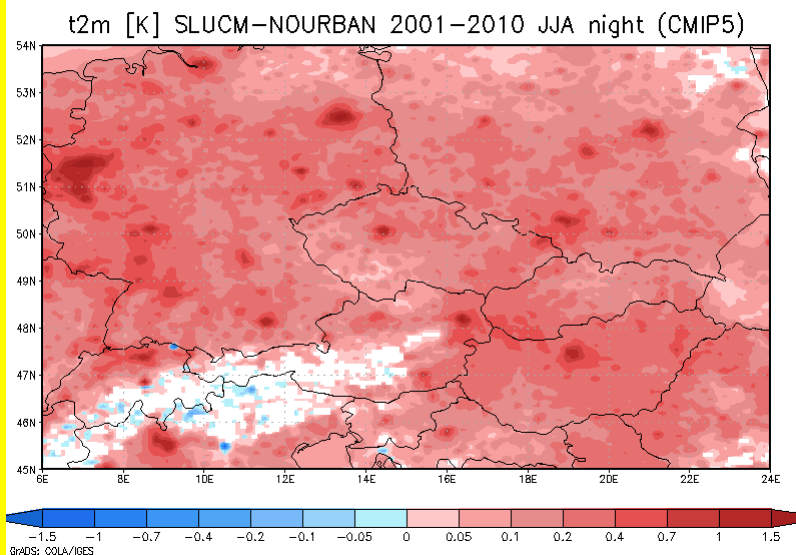 t2m [K] SLUCM−NOURBAN 2001−2010 JJA night (CMIP5)
54N
53N
52N
51N
50N
49N
48N
47N
46N
45N
6E 8E 10E 12E 14E 16E 18E 20E 22E 24E
−1.5 −1 −0.7 −0.4 −0.2 −0.1 −0.05 0 0.05 0.1 0.2 0.4 0.7 1 1.5
GrADS: COLA/IGES